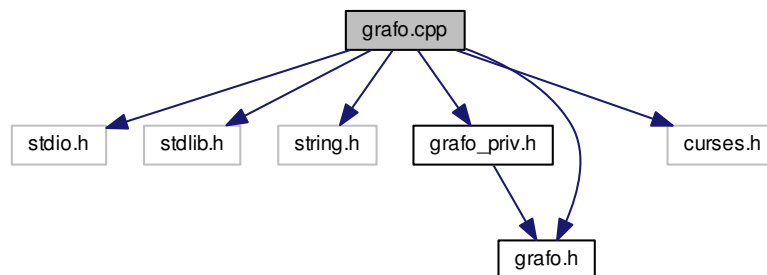 grafo.cpp
stdio.h
stdlib.h
string.h
grafo_priv.h
curses.h
grafo.h